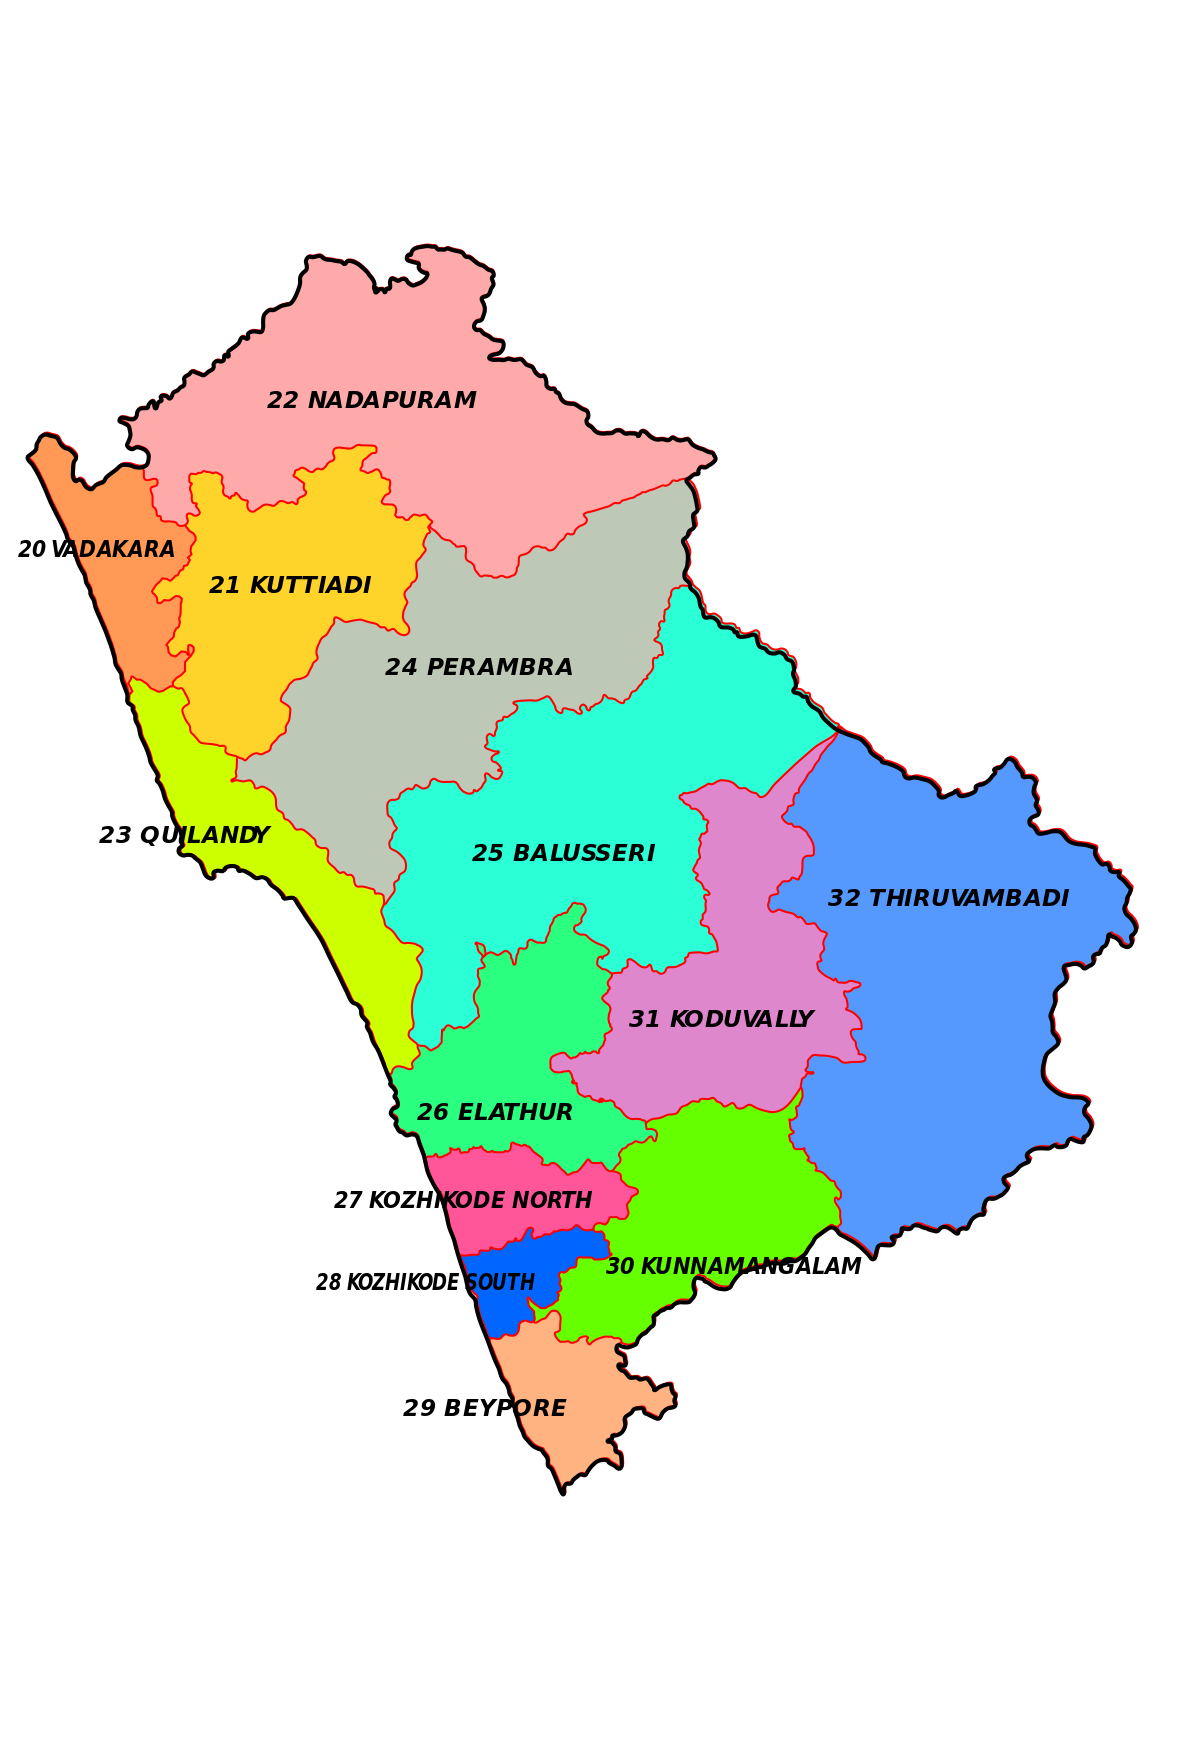 22 NADAPURAM
20 VADAKARA
21 KUTTIADI
24 PERAMBRA
23 QUILANDY
25 BALUSSERI
32 THIRUVAMBADI
31 KODUVALLY
26 ELATHUR
27 KOZHIKODE NORTH
30 KUNNAMANGALAM
28 KOZHIKODE SOUTH
29 BEYPORE